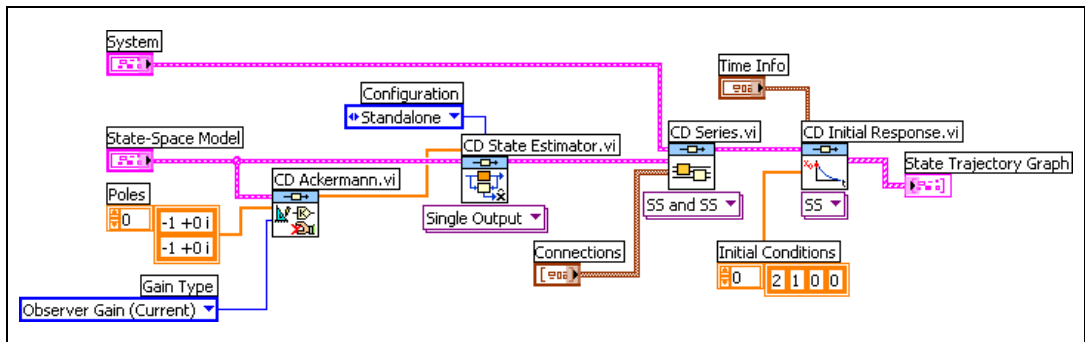 System
Time Info
Configuration
Standalone
State-Space Model
CD State Estimator.vi
CD Series.vi
CD Initial Response.vi
State Trajectory Graph
CD Ackermann.vi
Poles
0
-1 +0 i
-1 +0 i
Single Output
SS and SS
SS
Connections
Initial Conditions
0
2 1 0 0
Gain Type
Observer Gain (Current)